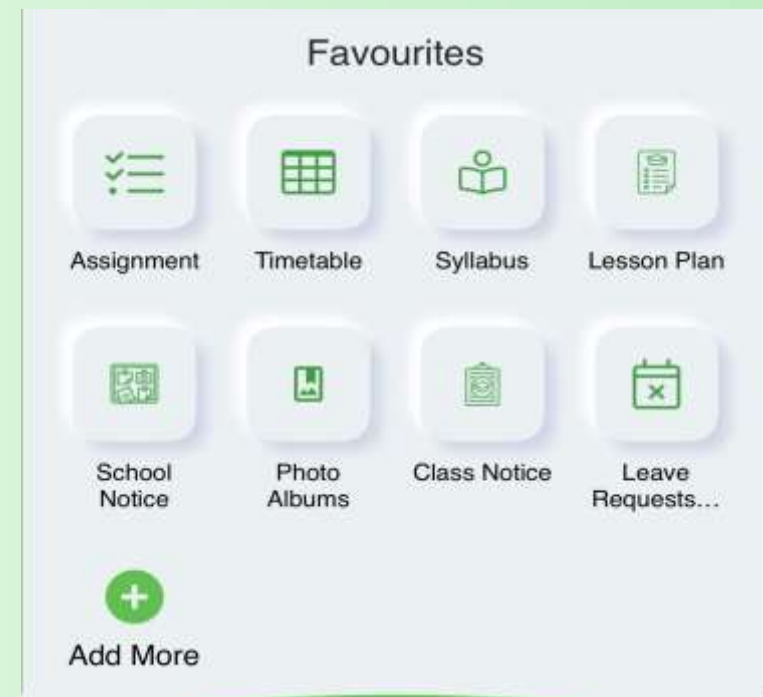 Favourites
Assignment
Timetable
Syllabus
Lesson Plan
School
Notice
Photo
Albums
Class Notice
Leave
Requests...
Add More